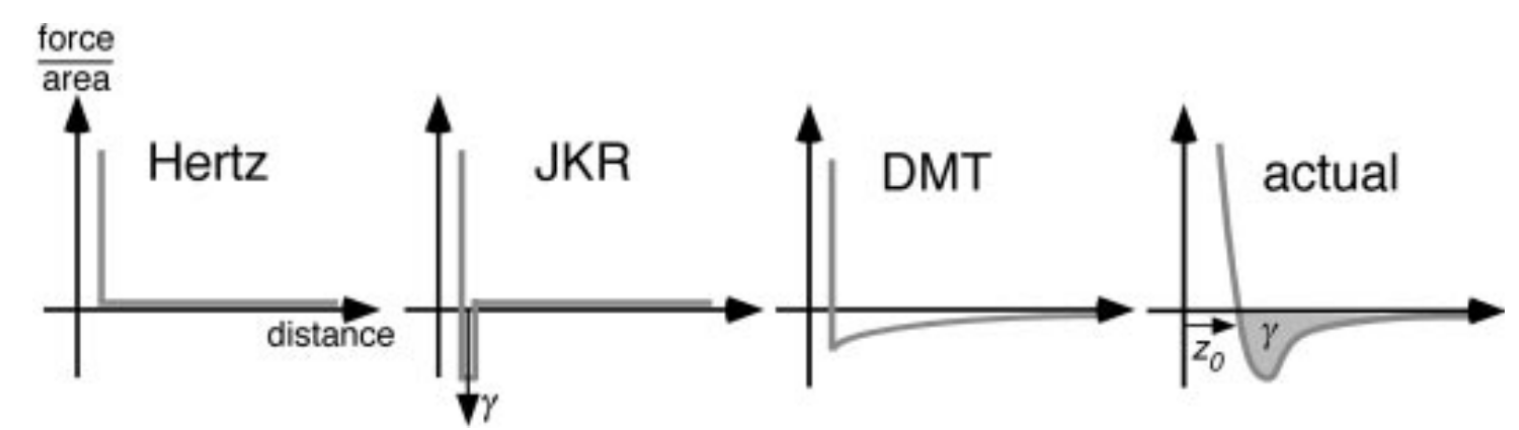 force
area
Hertz
JKR
DMT
actual
distance
γ
z₀
γ